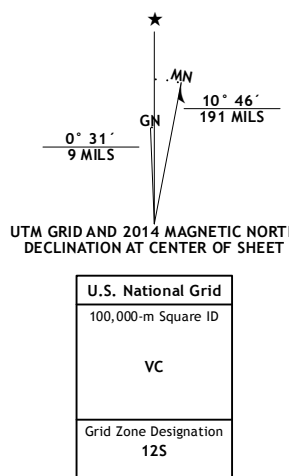 MN
GN
10° 46´
191 MILS
0° 31´
9 MILS
UTM GRID AND 2014 MAGNETIC NORTH
DECLINATION AT CENTER OF SHEET
U.S. National Grid
100,000-m Square ID
VC
Grid Zone Designation
12S